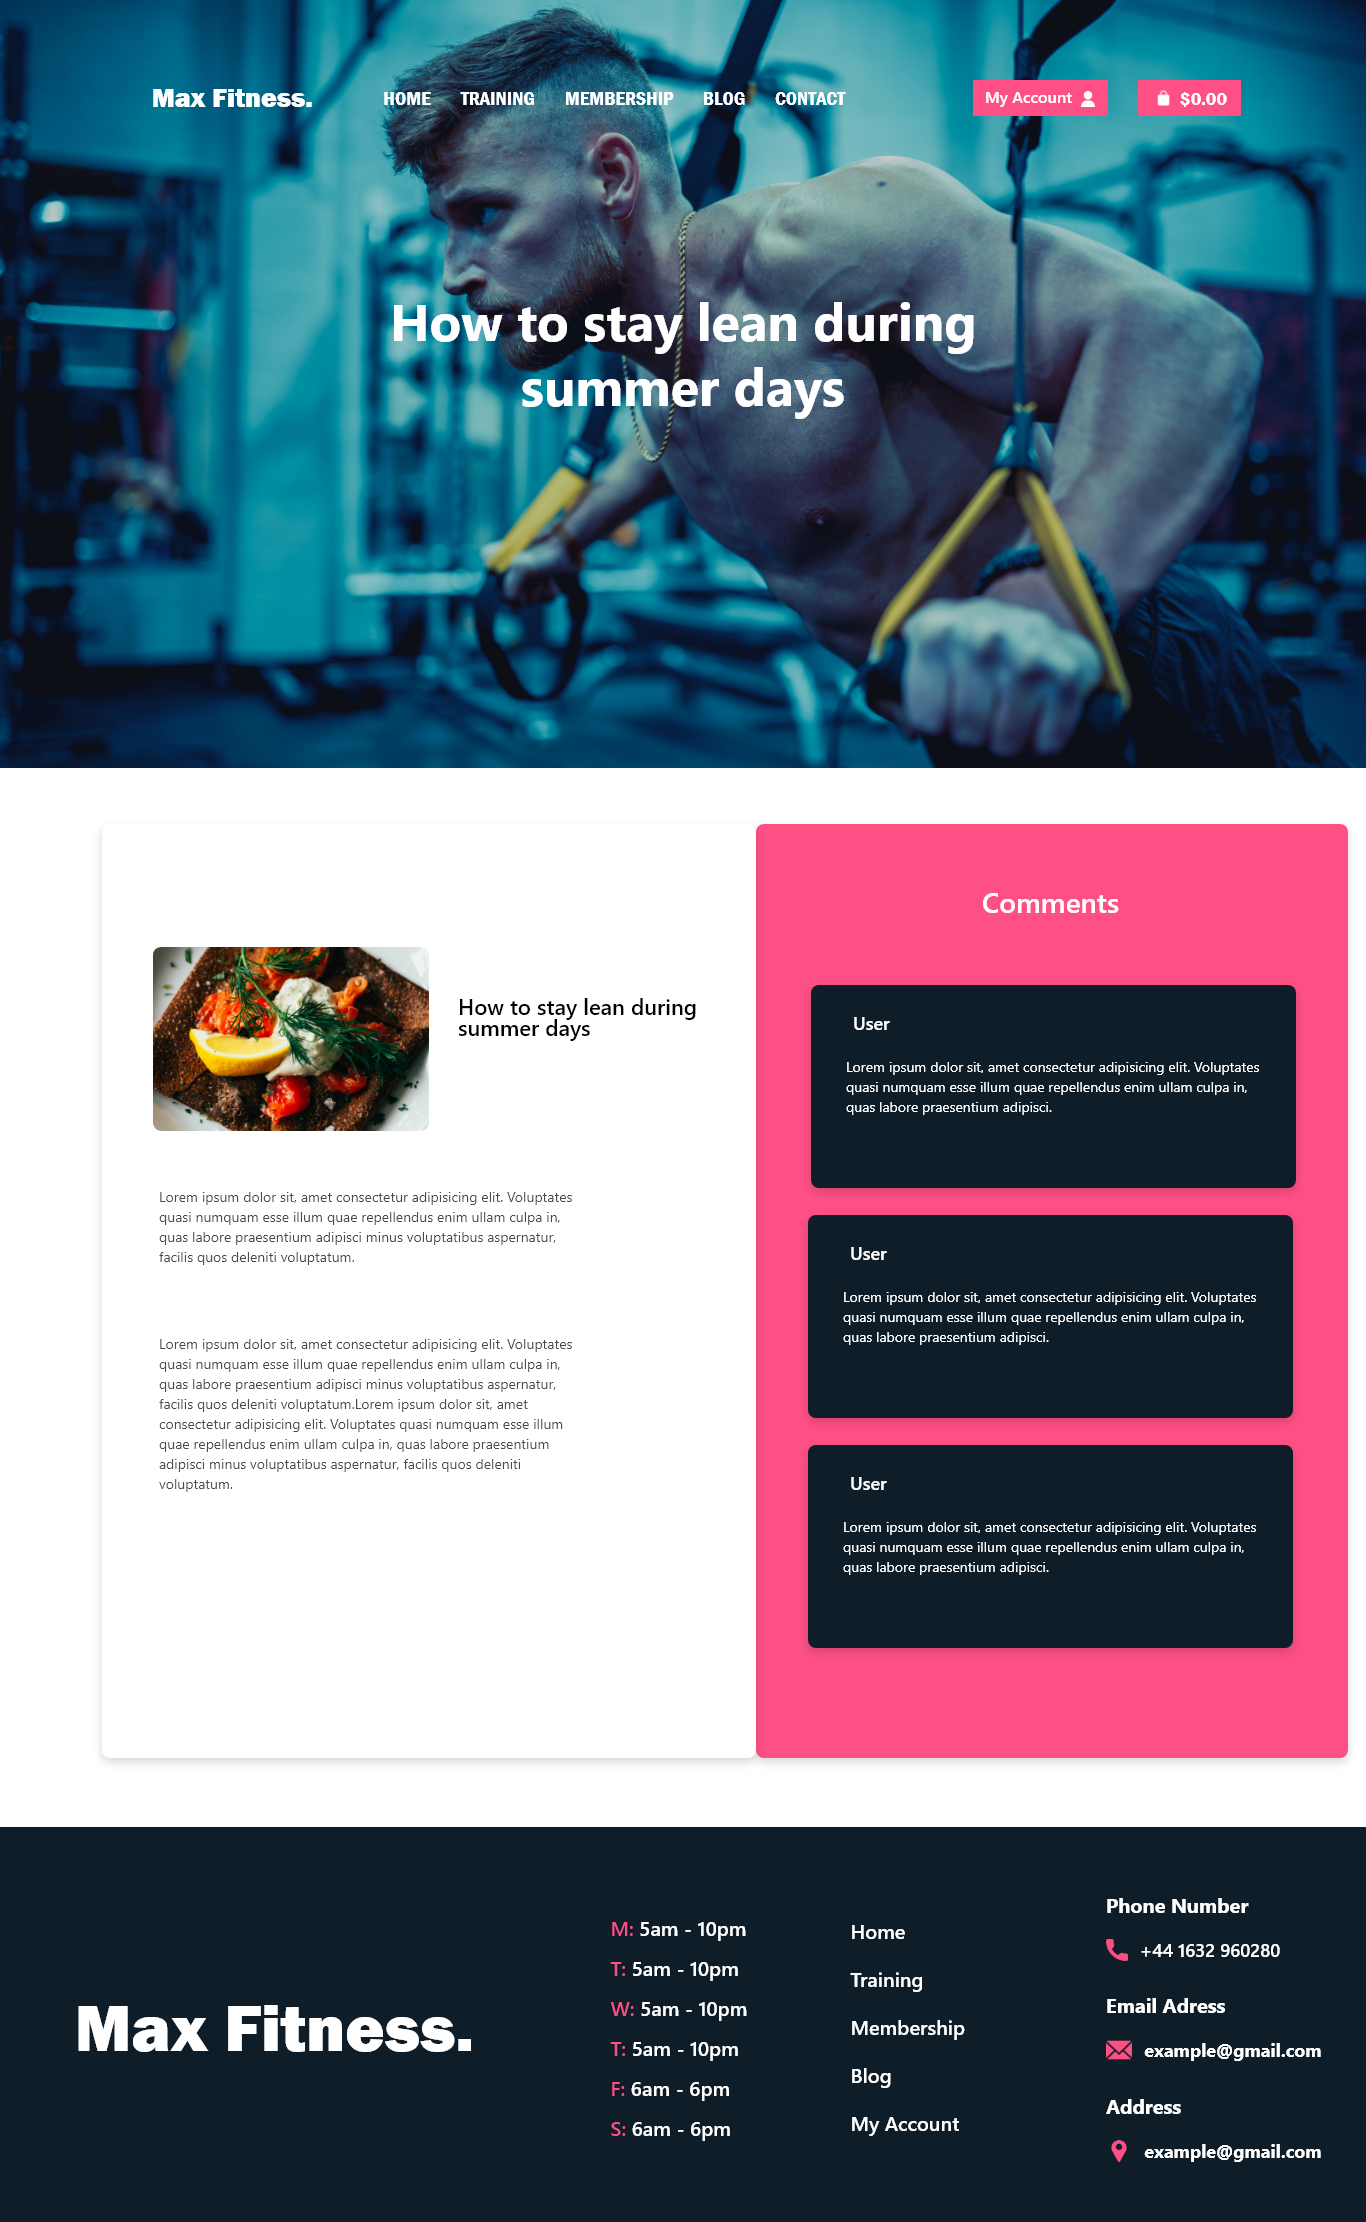 Max Fitness.
HOME TRAINING MEMBERSHIP BLOG CONTACT
My Account
$0.00
How to stay lean during
summer days
How to stay lean during
summer days
Lorem ipsum dolor sit, amet consectetur adipisicing elit. Voluptates
quasi numquam esse illum quae repellendus enim ullam culpa in,
quas labore praesentium adipisci minus voluptatibus aspernatur,
facilis quos deleniti voluptatum.
Lorem ipsum dolor sit, amet consectetur adipisicing elit. Voluptates
quasi numquam esse illum quae repellendus enim ullam culpa in,
quas labore praesentium adipisci minus voluptatibus aspernatur,
facilis quos deleniti voluptatum.Lorem ipsum dolor sit, amet
consectetur adipisicing elit. Voluptates quasi numquam esse illum
quae repellendus enim ullam culpa in, quas labore praesentium
adipisci minus voluptatibus aspernatur, facilis quos deleniti
voluptatum.
Comments
User
Lorem ipsum dolor sit, amet consectetur adipisicing elit. Voluptates
quasi numquam esse illum quae repellendus enim ullam culpa in,
quas labore praesentium adipisci.
User
Lorem ipsum dolor sit, amet consectetur adipisicing elit. Voluptates
quasi numquam esse illum quae repellendus enim ullam culpa in,
quas labore praesentium adipisci.
User
Lorem ipsum dolor sit, amet consectetur adipisicing elit. Voluptates
quasi numquam esse illum quae repellendus enim ullam culpa in,
quas labore praesentium adipisci.
Max Fitness.
M: 5am - 10pm
T: 5am - 10pm
W: 5am - 10pm
T: 5am - 10pm
F: 6am - 6pm
S: 6am - 6pm
Home
Training
Membership
Blog
My Account
Phone Number
+44 1632 960280
Email Adress
example@gmail.com
Address
example@gmail.com